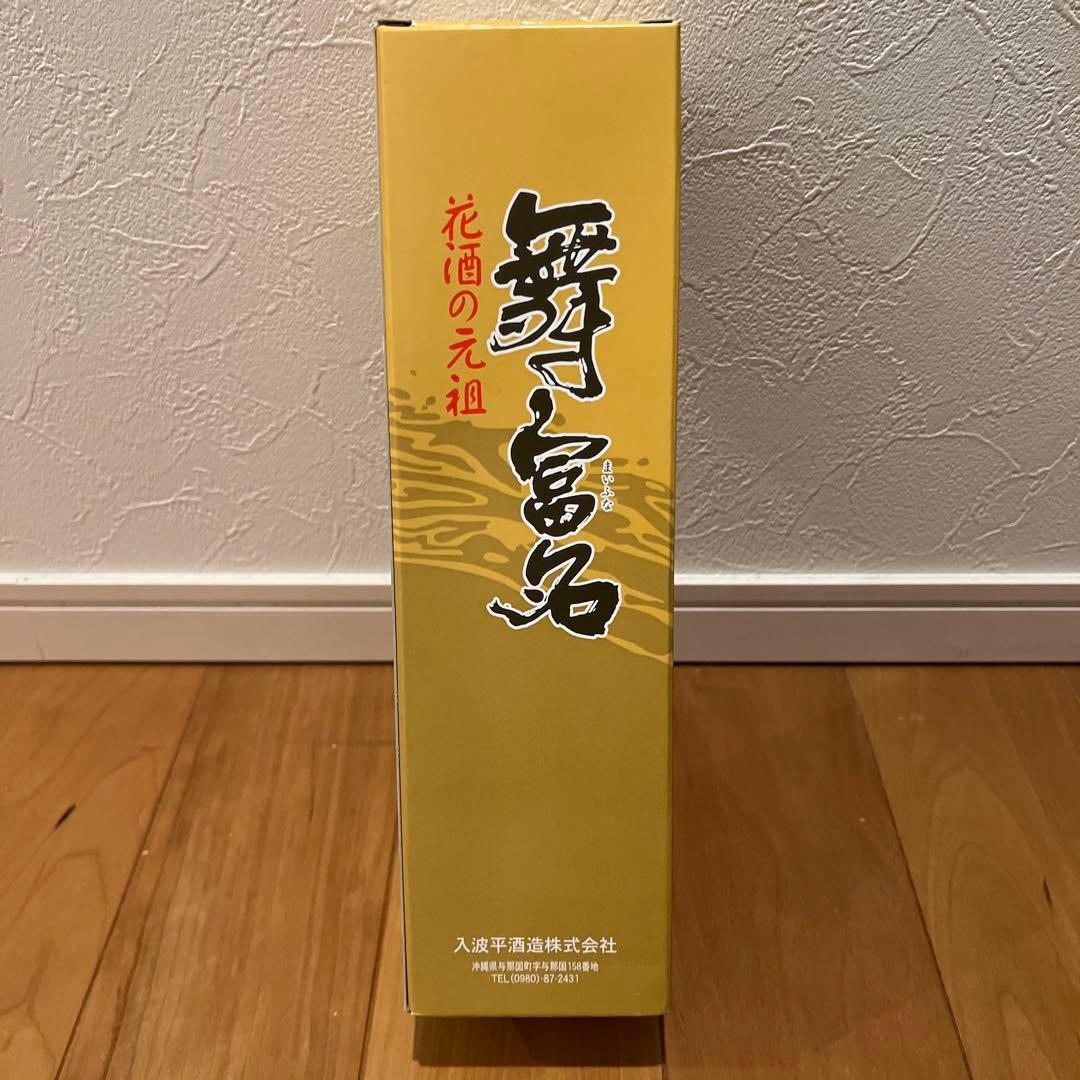 舞富名
まいふな
花酒の元祖
入波平酒造株式会社
沖縄県与那国町字与那国158番地
TEL(0980)-87-2431